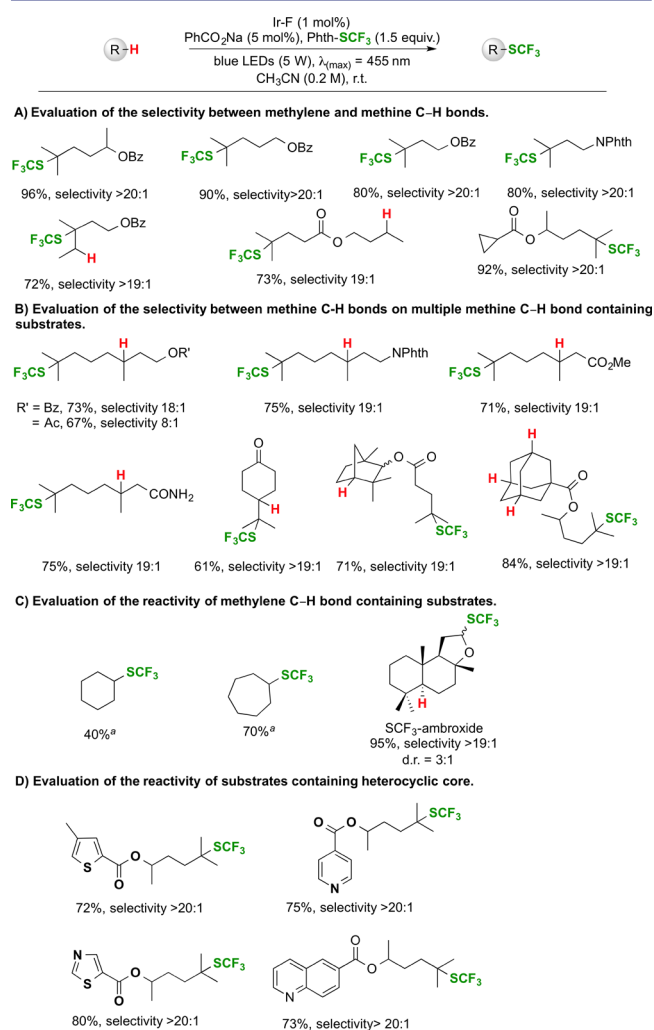 Ir-F (1 mol%)
PhCO₂Na (5 mol%), Phth-SCF₃ (1.5 equiv.)
R-H
R-SCF₃
blue LEDs (5 W), λ(max) = 455 nm
CH₃CN (0.2 M), r.t.
A) Evaluation of the selectivity between methylene and methine C–H bonds.
F₃CS OBz
F₃CS OBz
F₃CS OBz
F₃CS NPhth
96%, selectivity >20:1
90%, selectivity>20:1
80%, selectivity >20:1
80%, selectivity >20:1
F₃CS OBz H
F₃CS O O H
O O SCF₃
72%, selectivity >19:1
73%, selectivity 19:1
92%, selectivity >20:1
B) Evaluation of the selectivity between methine C-H bonds on multiple methine C–H bond containing
substrates.
F₃CS H OR'
F₃CS H NPhth
F₃CS H CO₂Me
R' = Bz, 73%, selectivity 18:1
= Ac, 67%, selectivity 8:1
75%, selectivity 19:1
71%, selectivity 19:1
F₃CS H CONH₂
O H F₃CS
H O O SCF₃
H H H O O SCF₃
75%, selectivity 19:1
61%, selectivity >19:1
71%, selectivity 19:1
84%, selectivity >19:1
C) Evaluation of the reactivity of methylene C–H bond containing substrates.
SCF₃
SCF₃
SCF₃ O H
40%ᵃ
70%ᵃ
SCF₃-ambroxide
95%, selectivity >19:1
d.r. = 3:1
D) Evaluation of the reactivity of substrates containing heterocyclic core.
S O O SCF₃
N O O SCF₃
72%, selectivity >20:1
75%, selectivity >20:1
N S O O SCF₃
N O O SCF₃
80%, selectivity >20:1
73%, selectivity> 20:1